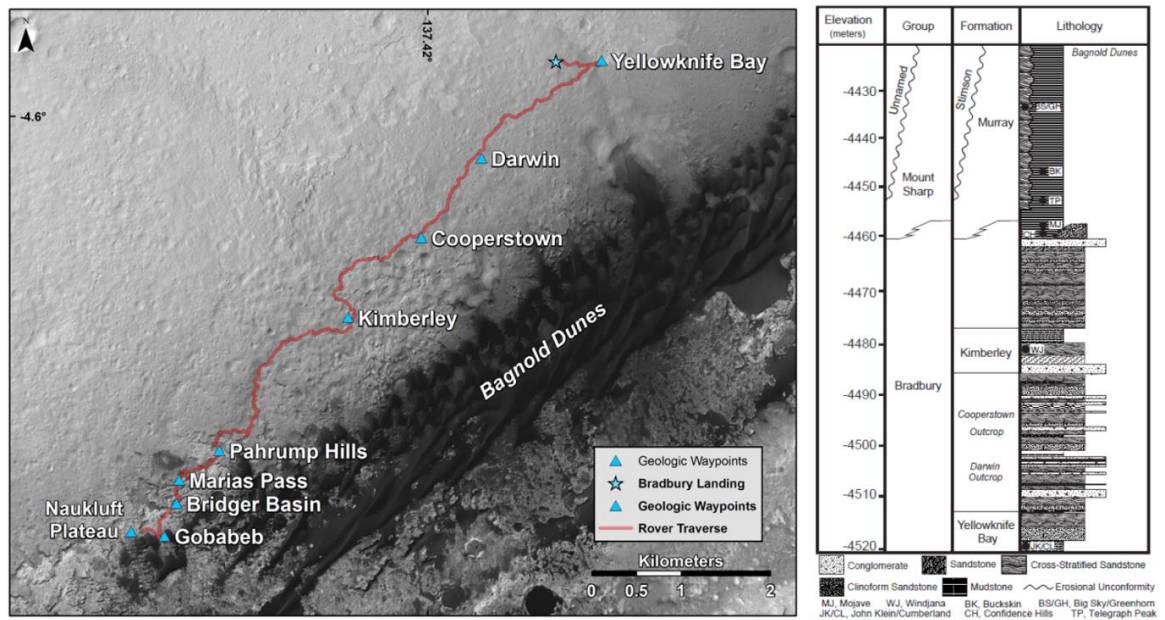 N
137.42°
-4.6°
Yellowknife Bay
Darwin
Cooperstown
Kimberley
Bagnold Dunes
Pahrump Hills
Marias Pass
Bridger Basin
Naukluft
Plateau
Gobabeb
Geologic Waypoints
Bradbury Landing
Geologic Waypoints
Rover Traverse
Kilometers
0 0.5 1 2
Elevation
(meters)
Group
Formation
Lithology
Bagnold Dunes
-4430
-4440
-4450
-4460
-4470
-4480
-4490
-4500
-4510
-4520
Unnamed
Mount
Sharp
Bradbury
Stimson
Murray
Kimberley
Cooperstown
Outcrop
Darwin
Outcrop
Yellowknife
Bay
BS/GH
BK
TP
MJ
CH
WJ
JK/CL
Conglomerate Sandstone Cross-Stratified Sandstone
Clinoform Sandstone Mudstone Erosional Unconformity
MJ, Mojave WJ, Windjana BK, Buckskin BS/GH, Big Sky/Greenhorn
JK/CL, John Klein/Cumberland CH, Confidence Hills TP, Telegraph Peak